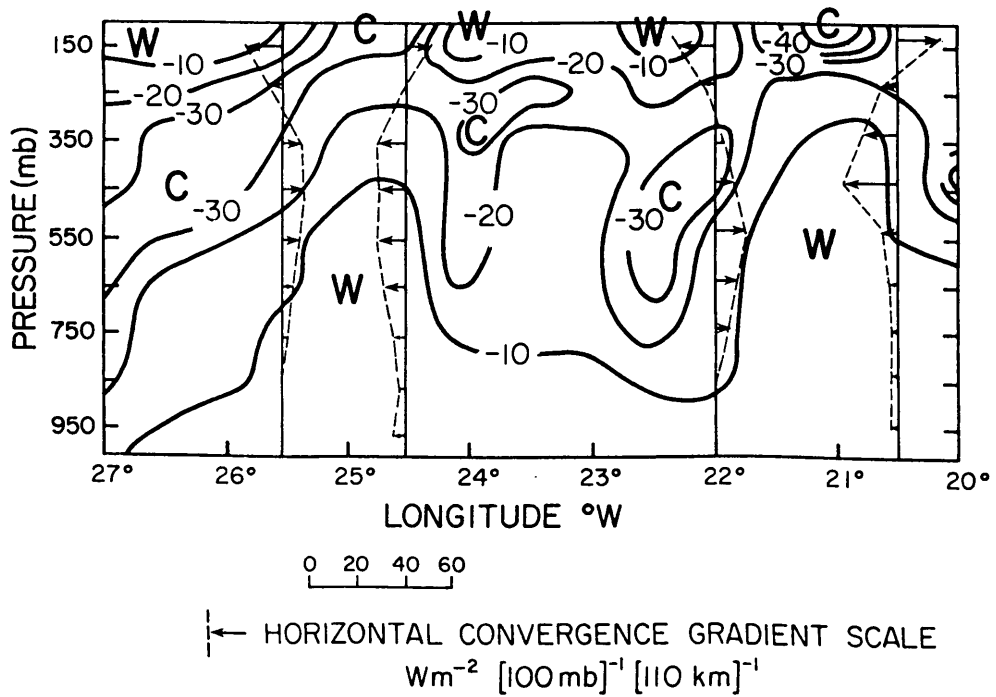 W C W -10 W C -40
150
-10 -20 -10 -30
-20
-30 -30
350
C C
C -30 -20 -30 C
550
W W
PRESSURE (mb)
750
-10
950
27° 26° 25° 24° 23° 22° 21° 20°
LONGITUDE °W
0 20 40 60
HORIZONTAL CONVERGENCE GRADIENT SCALE
Wm⁻² [100 mb]⁻¹ [110 km]⁻¹